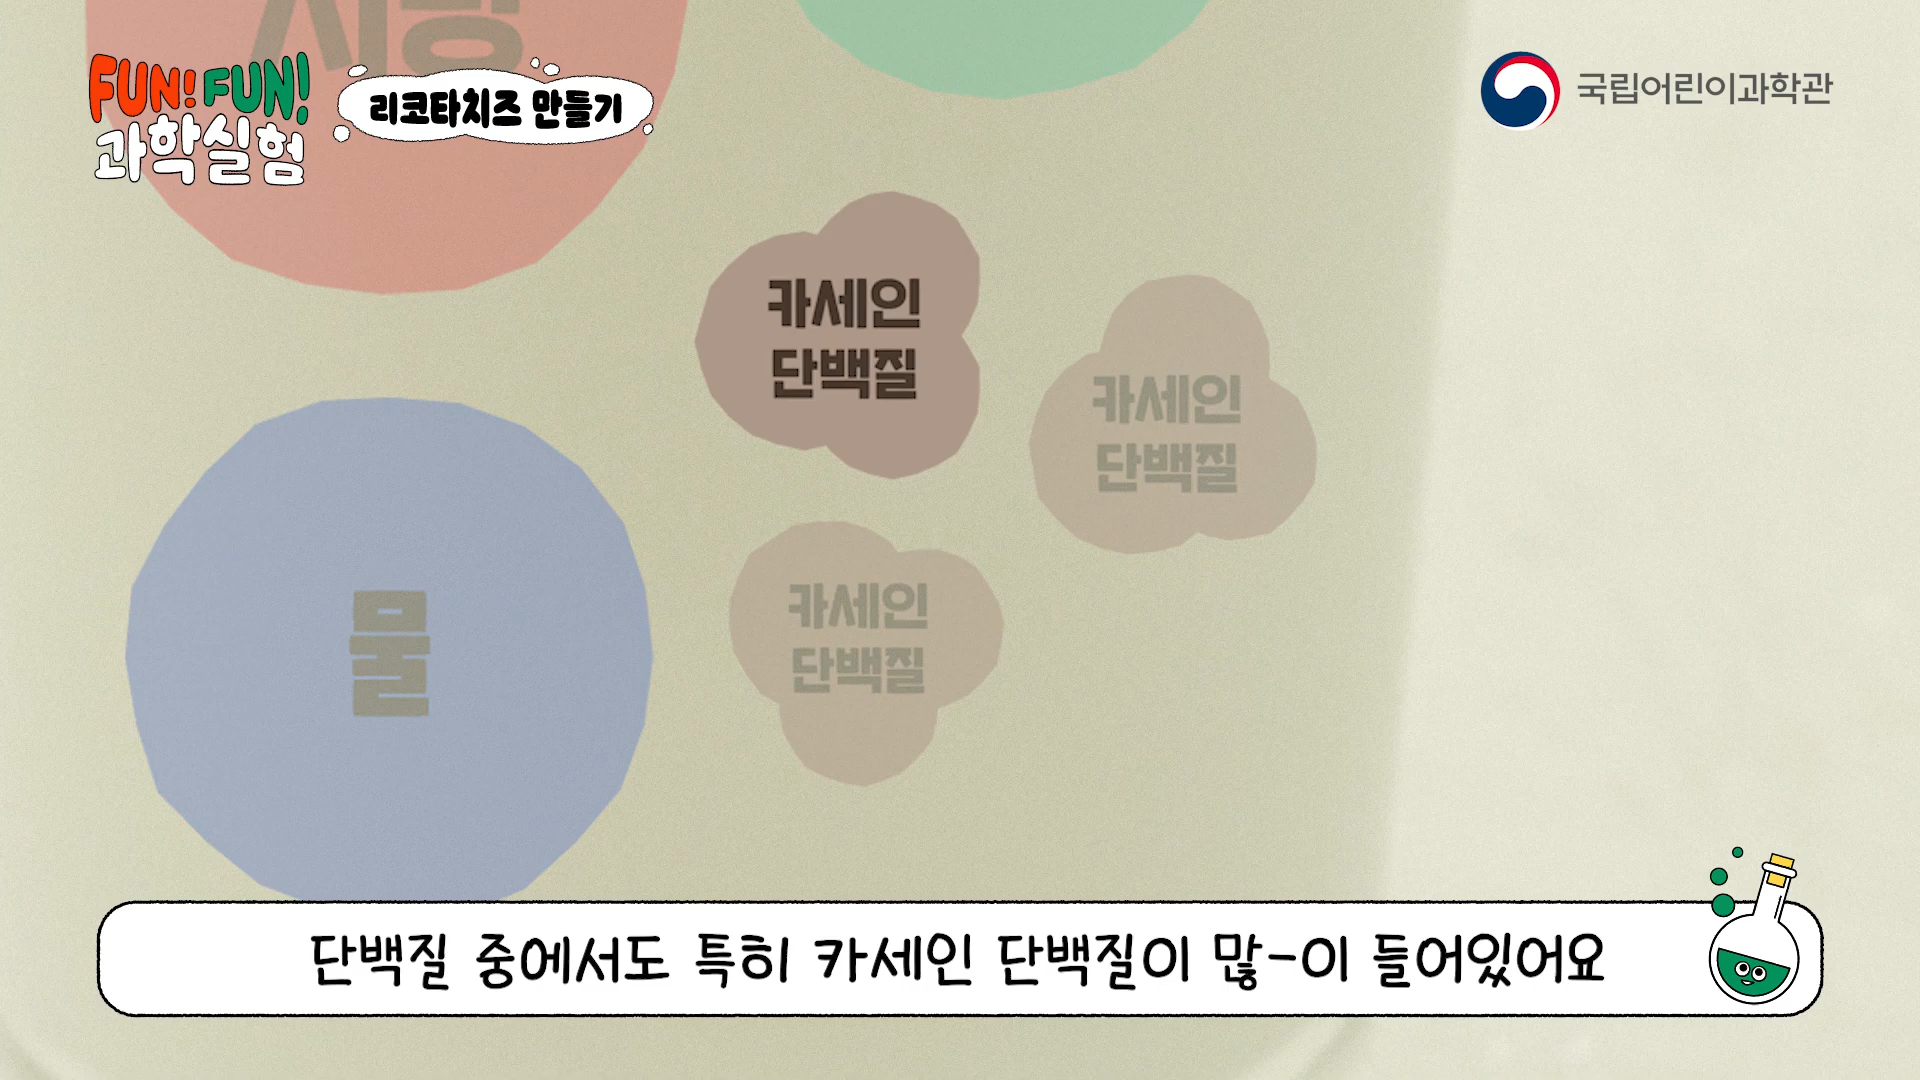 FUN! FUN!
과학실험
리코타치즈 만들기
국립어린이과학관
카세인
단백질
카세인
단백질
카세인
단백질
물
단백질 중에서도 특히 카세인 단백질이 많-이 들어있어요